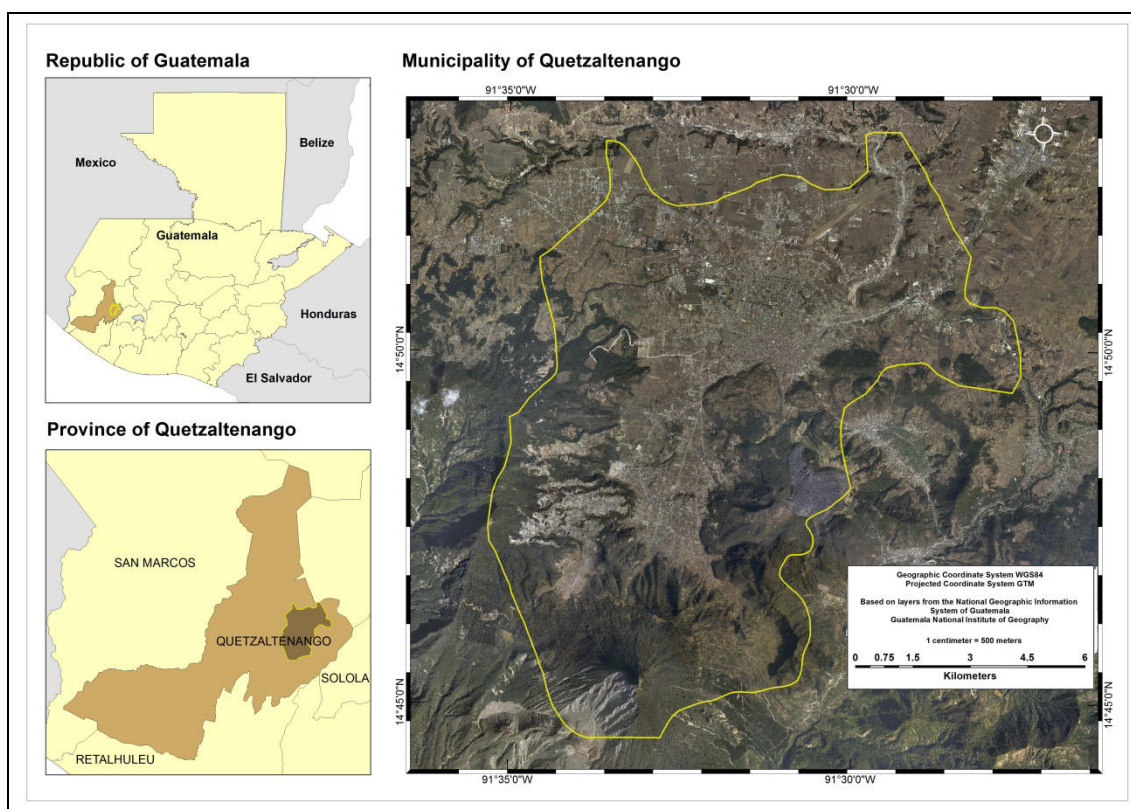 Republic of Guatemala
Mexico
Belize
Guatemala
Honduras
El Salvador
Province of Quetzaltenango
SAN MARCOS
QUETZALTENANGO
SOLOLA
RETALHULEU
Municipality of Quetzaltenango
91°35'0"W
91°30'0"W
N
W
E
S
14°50'0"N
14°50'0"N
14°45'0"N
14°45'0"N
Geographic Coordinate System WGS84
Projected Coordinate System GTM
Based on layers from the National Geographic Information
System of Guatemala
Guatemala National Institute of Geography
1 centimeter = 500 meters
0 0.75 1.5 3 4.5 6
Kilometers
91°35'0"W
91°30'0"W